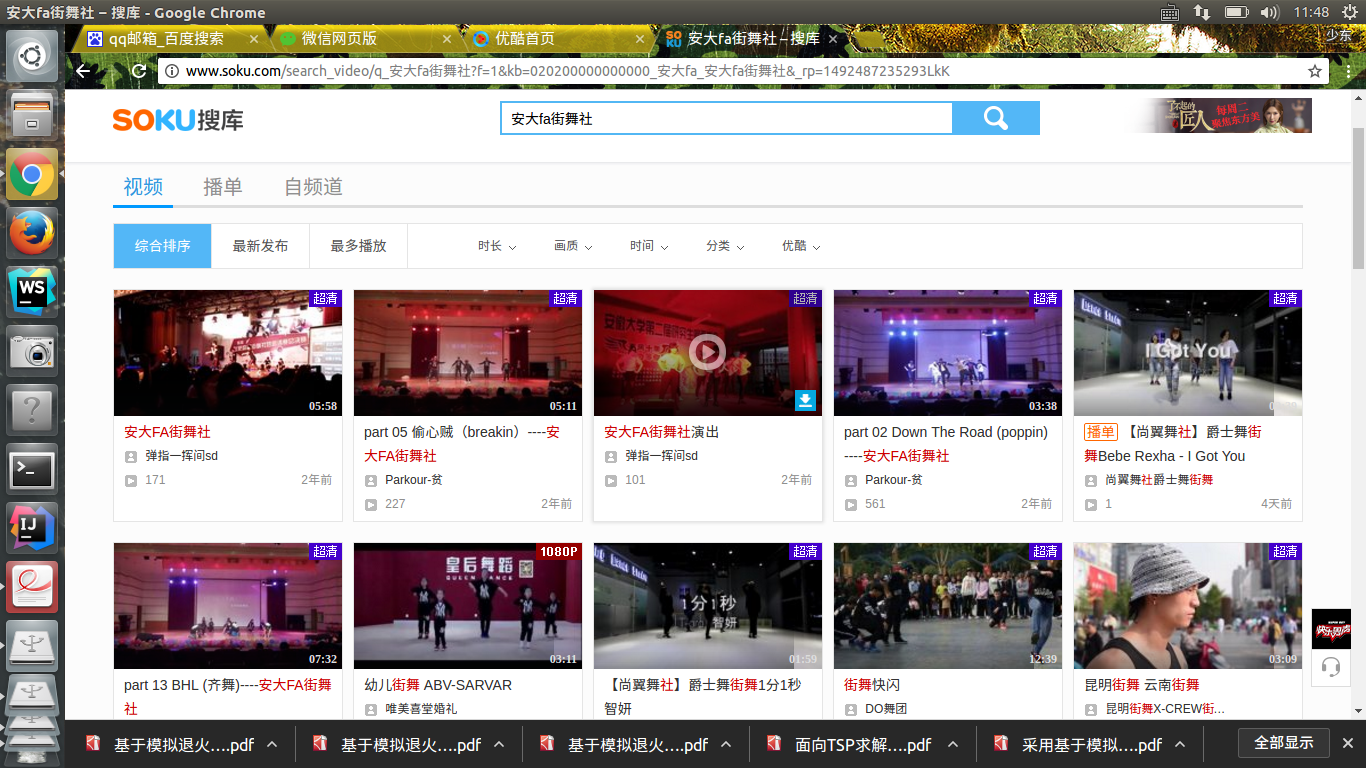 安大fa街舞社 – 搜库 - Google Chrome
11:48
qq邮箱_百度搜索
微信网页版
优酷首页
安大fa街舞社 – 搜库
少东
www.soku.com/search_video/q_安大fa街舞社?f=1&kb=020200000000000_安大fa_安大fa街舞社&_rp=1492487235293LkK
SOKU搜库
安大fa街舞社
了不起的匠人
每周二
视频
播单
自频道
综合排序
最新发布
最多播放
时长
画质
时间
分类
优酷
超清
05:58
超清
05:11
超清
超清
03:38
超清
I Got You
安大FA街舞社
弹指一挥间sd
171
2年前
part 05 偷心贼（breakin）----安
大FA街舞社
Parkour-贫
227
2年前
安大FA街舞社演出
弹指一挥间sd
101
2年前
part 02 Down The Road (poppin)
----安大FA街舞社
Parkour-贫
561
2年前
播单 【尚翼舞社】爵士舞街
舞Bebe Rexha - I Got You
尚翼舞社爵士舞街舞
1
4天前
超清
07:32
1080P
皇后舞蹈
QUEEN DANCE
03:11
超清
1分1秒
智妍
01:59
超清
12:39
超清
03:09
part 13 BHL (齐舞)----安大FA街舞
社
幼儿街舞 ABV-SARVAR
唯美喜堂婚礼
【尚翼舞社】爵士舞街舞1分1秒
智妍
街舞快闪
DO舞团
昆明街舞 云南街舞
昆明街舞X-CREW街…
WS
IJ
基于模拟退火….pdf
基于模拟退火….pdf
基于模拟退火….pdf
面向TSP求解….pdf
采用基于模拟….pdf
全部显示